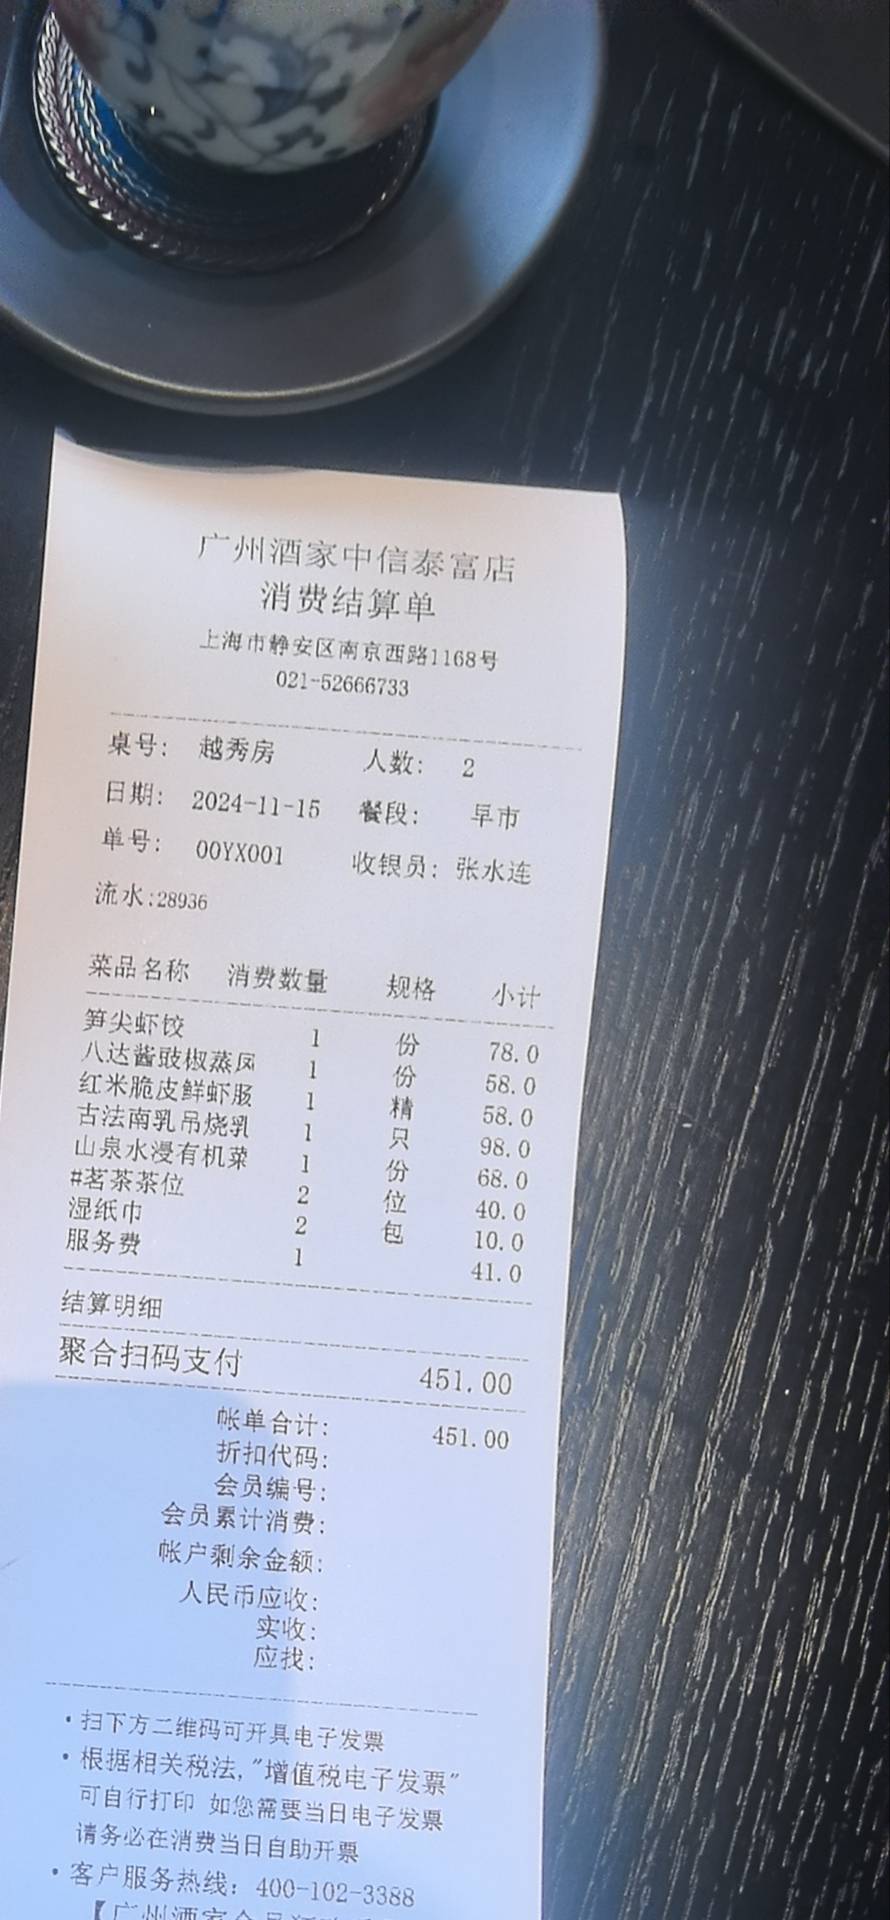 广州酒家中信泰富店
消费结算单
上海市静安区南京西路1168号
021-52666733
桌号： 越秀房 人数： 2
日期： 2024-11-15 餐段： 早市
单号： 00YX001 收银员：张水连
流水:28936
菜品名称 消费数量 规格 小计
笋尖虾饺 1 份 78.0
八达酱豉椒蒸凤 1 份 58.0
红米脆皮鲜虾肠 1 精 58.0
古法南乳吊烧乳 1 只 98.0
山泉水浸有机菜 1 份 68.0
#茗茶茶位 2 位 40.0
湿纸巾 2 包 10.0
服务费 1 41.0
结算明细
聚合扫码支付 451.00
帐单合计： 451.00
折扣代码：
会员编号：
会员累计消费：
帐户剩余金额：
人民币应收：
实收：
应找：
·扫下方二维码可开具电子发票
·根据相关税法,"增值税电子发票"
可自行打印 如您需要当日电子发票
请务必在消费当日自助开票
·客户服务热线：400-102-3388
【广州酒家会员